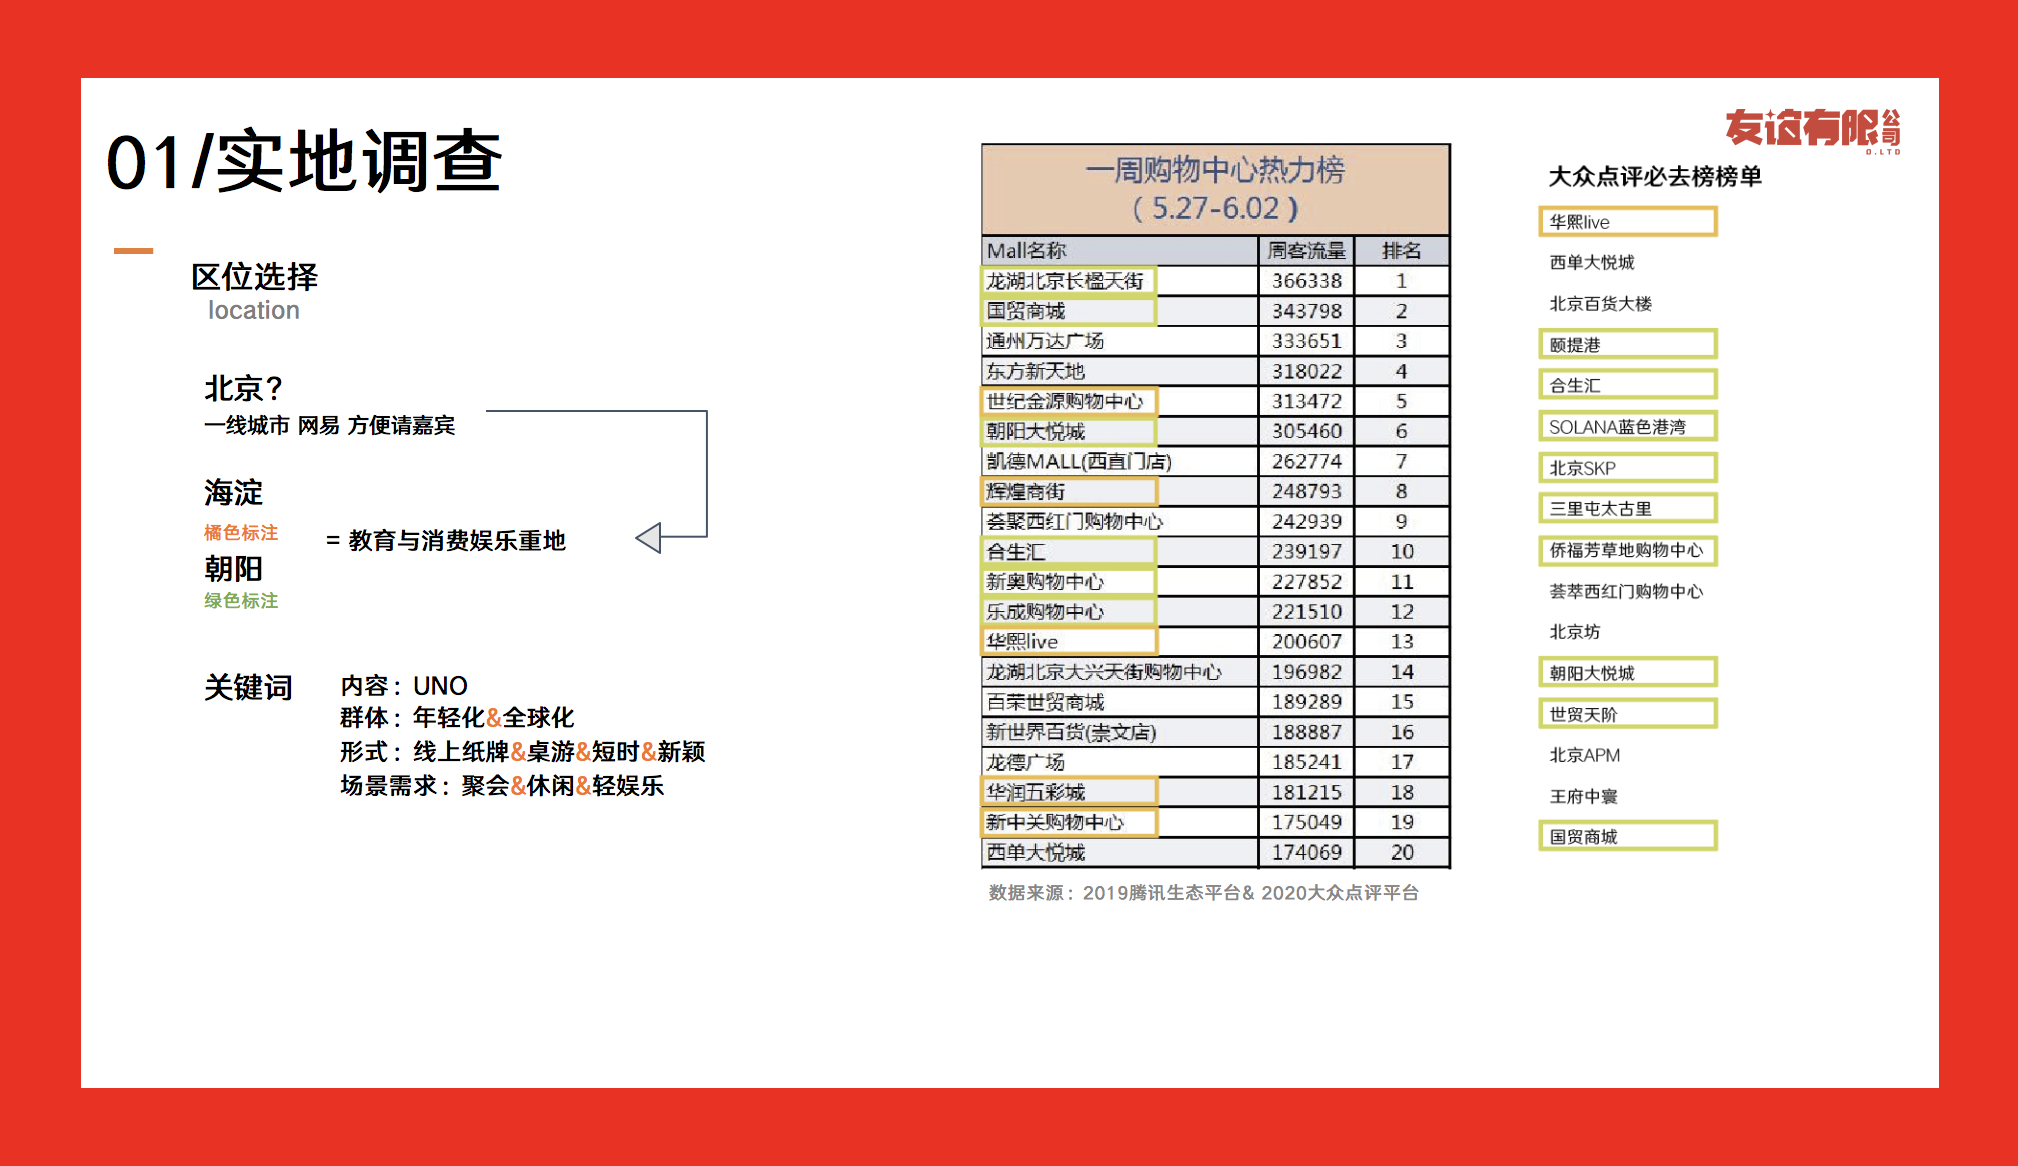 01/实地调查
友谊有限公司
O.LTD
区位选择
location
北京？
一线城市 网易 方便请嘉宾
海淀
橘色标注
= 教育与消费娱乐重地
朝阳
绿色标注
关键词
内容：UNO
群体：年轻化&全球化
形式：线上纸牌&桌游&短时&新颖
场景需求：聚会&休闲&轻娱乐
一周购物中心热力榜
（5.27-6.02）
Mall名称 周客流量 排名
龙湖北京长楹天街 366338 1
国贸商城 343798 2
通州万达广场 333651 3
东方新天地 318022 4
世纪金源购物中心 313472 5
朝阳大悦城 305460 6
凯德MALL(西直门店) 262774 7
辉煌商街 248793 8
荟聚西红门购物中心 242939 9
合生汇 239197 10
新奥购物中心 227852 11
乐成购物中心 221510 12
华熙live 200607 13
龙湖北京大兴天街购物中心 196982 14
百荣世贸商城 189289 15
新世界百货(崇文店) 188887 16
龙德广场 185241 17
华润五彩城 181215 18
新中关购物中心 175049 19
西单大悦城 174069 20
数据来源：2019腾讯生态平台& 2020大众点评平台
大众点评必去榜榜单
华熙live
西单大悦城
北京百货大楼
颐提港
合生汇
SOLANA蓝色港湾
北京SKP
三里屯太古里
侨福芳草地购物中心
荟萃西红门购物中心
北京坊
朝阳大悦城
世贸天阶
北京APM
王府中寰
国贸商城